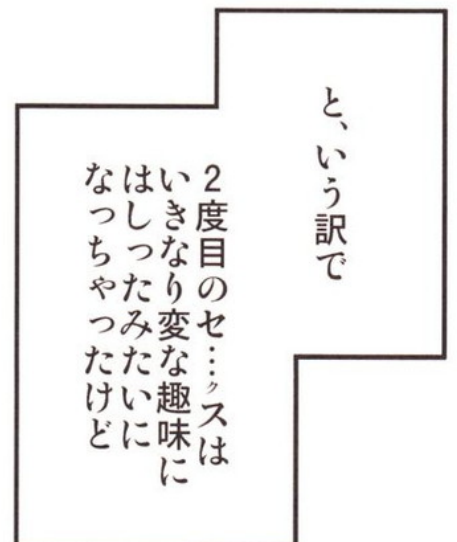 と、いう訳で
2度目のセ…クスは
いきなり変な趣味に
はしったみたいに
なっちゃったけど